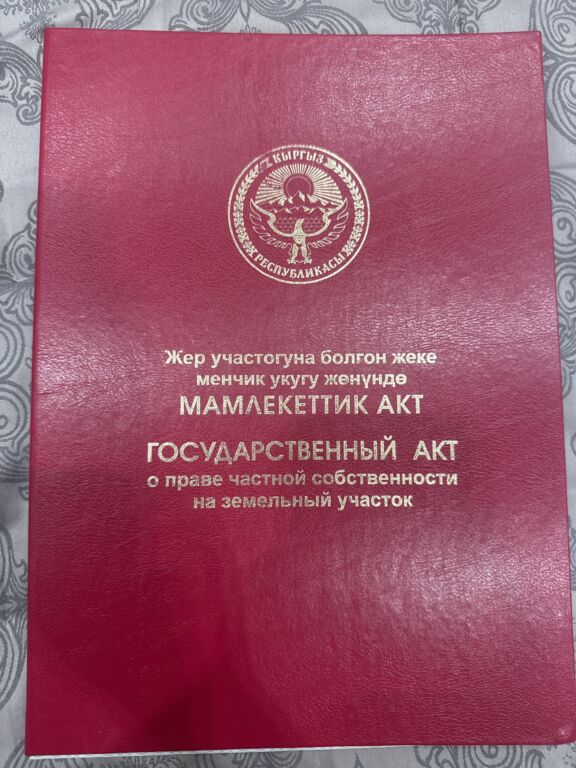 КЫРГЫЗ
РЕСПУБЛИКАСЫ
Жер участогуна болгон жеке
менчик укугу жөнүндө
МАМЛЕКЕТТИК АКТ
ГОСУДАРСТВЕННЫЙ АКТ
о праве частной собственности
на земельный участок